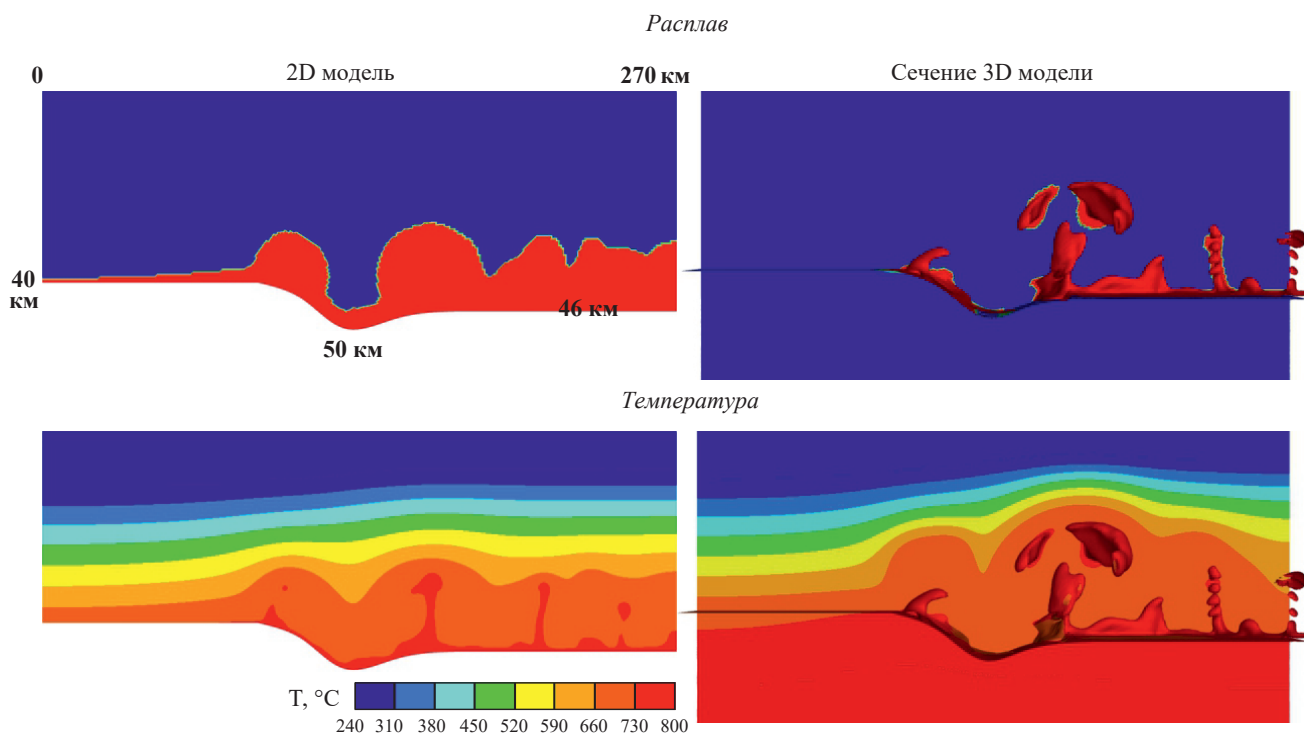 Расплав
2D модель
Сечение 3D модели
0
270 км
40
км
46 км
50 км
Температура
T, °C
240 310 380 450 520 590 660 730 800